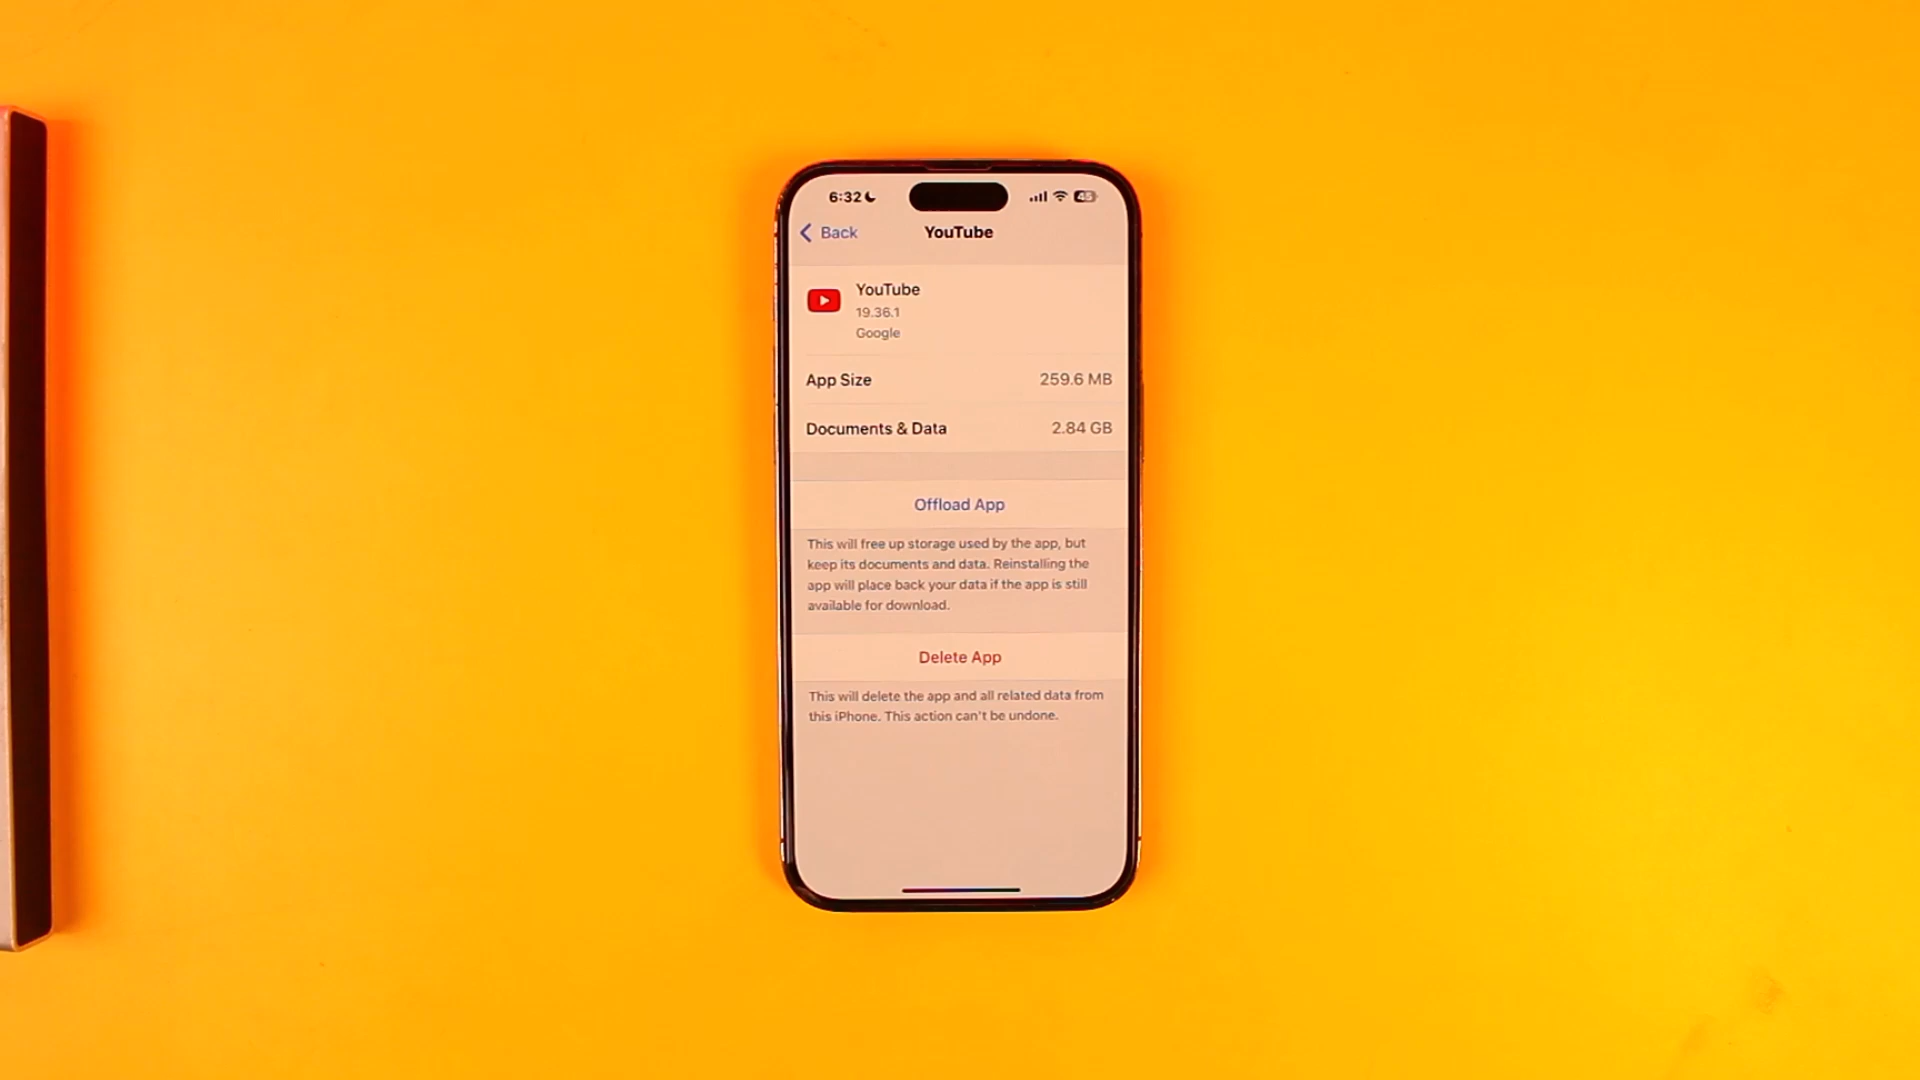 6:32
45
Back
YouTube
YouTube
19.36.1
Google
App Size 259.6 MB
Documents & Data 2.84 GB
Offload App
This will free up storage used by the app, but
keep its documents and data. Reinstalling the
app will place back your data if the app is still
available for download.
Delete App
This will delete the app and all related data from
this iPhone. This action can't be undone.